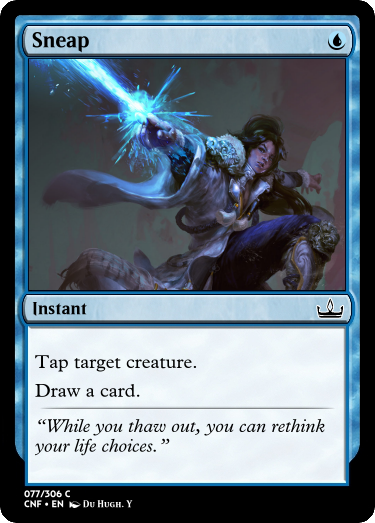 Sneap
Instant
Tap target creature.
Draw a card.
“While you thaw out, you can rethink
your life choices.”
077/306 C
CNF • EN Du Hugh. Y